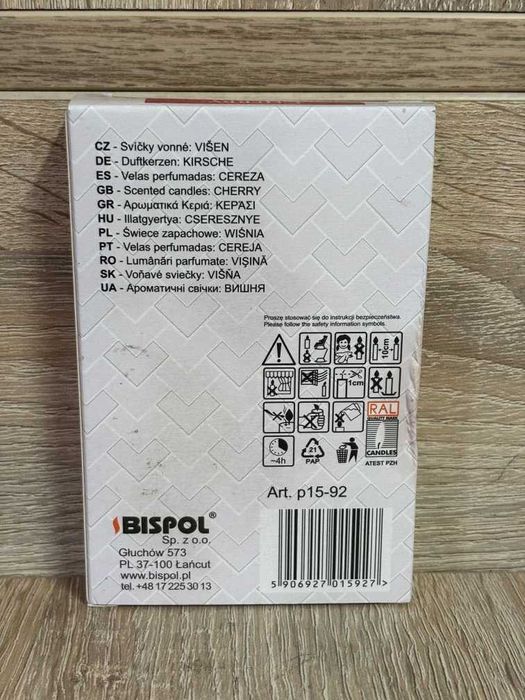 CZ - Svíčky vonné: VIŠEN
DE - Duftkerzen: KIRSCHE
ES - Velas perfumadas: CEREZA
GB - Scented candles: CHERRY
GR - Αρωματικά Κεριά: ΚΕΡΑΣΙ
HU - Illatgyertya: CSERESZNYE
PL - Świece zapachowe: WIŚNIA
PT - Velas perfumadas: CEREJA
RO - Lumânări parfumate: VIŞINĂ
SK - Voňavé sviečky: VIŠŇA
UA - Ароматичні свічки: ВИШНЯ
Proszę stosować się do instrukcji bezpieczeństwa.
Please follow the safety information symbols.
10cm
1cm
RAL
QUALITY MARK
CANDLES
~4h
21
PAP
ATEST PZH
Art. p15-92
BISPOL®
Sp. z o.o.
Głuchów 573
PL 37-100 Łańcut
www.bispol.pl
tel. +48 17 225 30 13
5 906927 015927 >